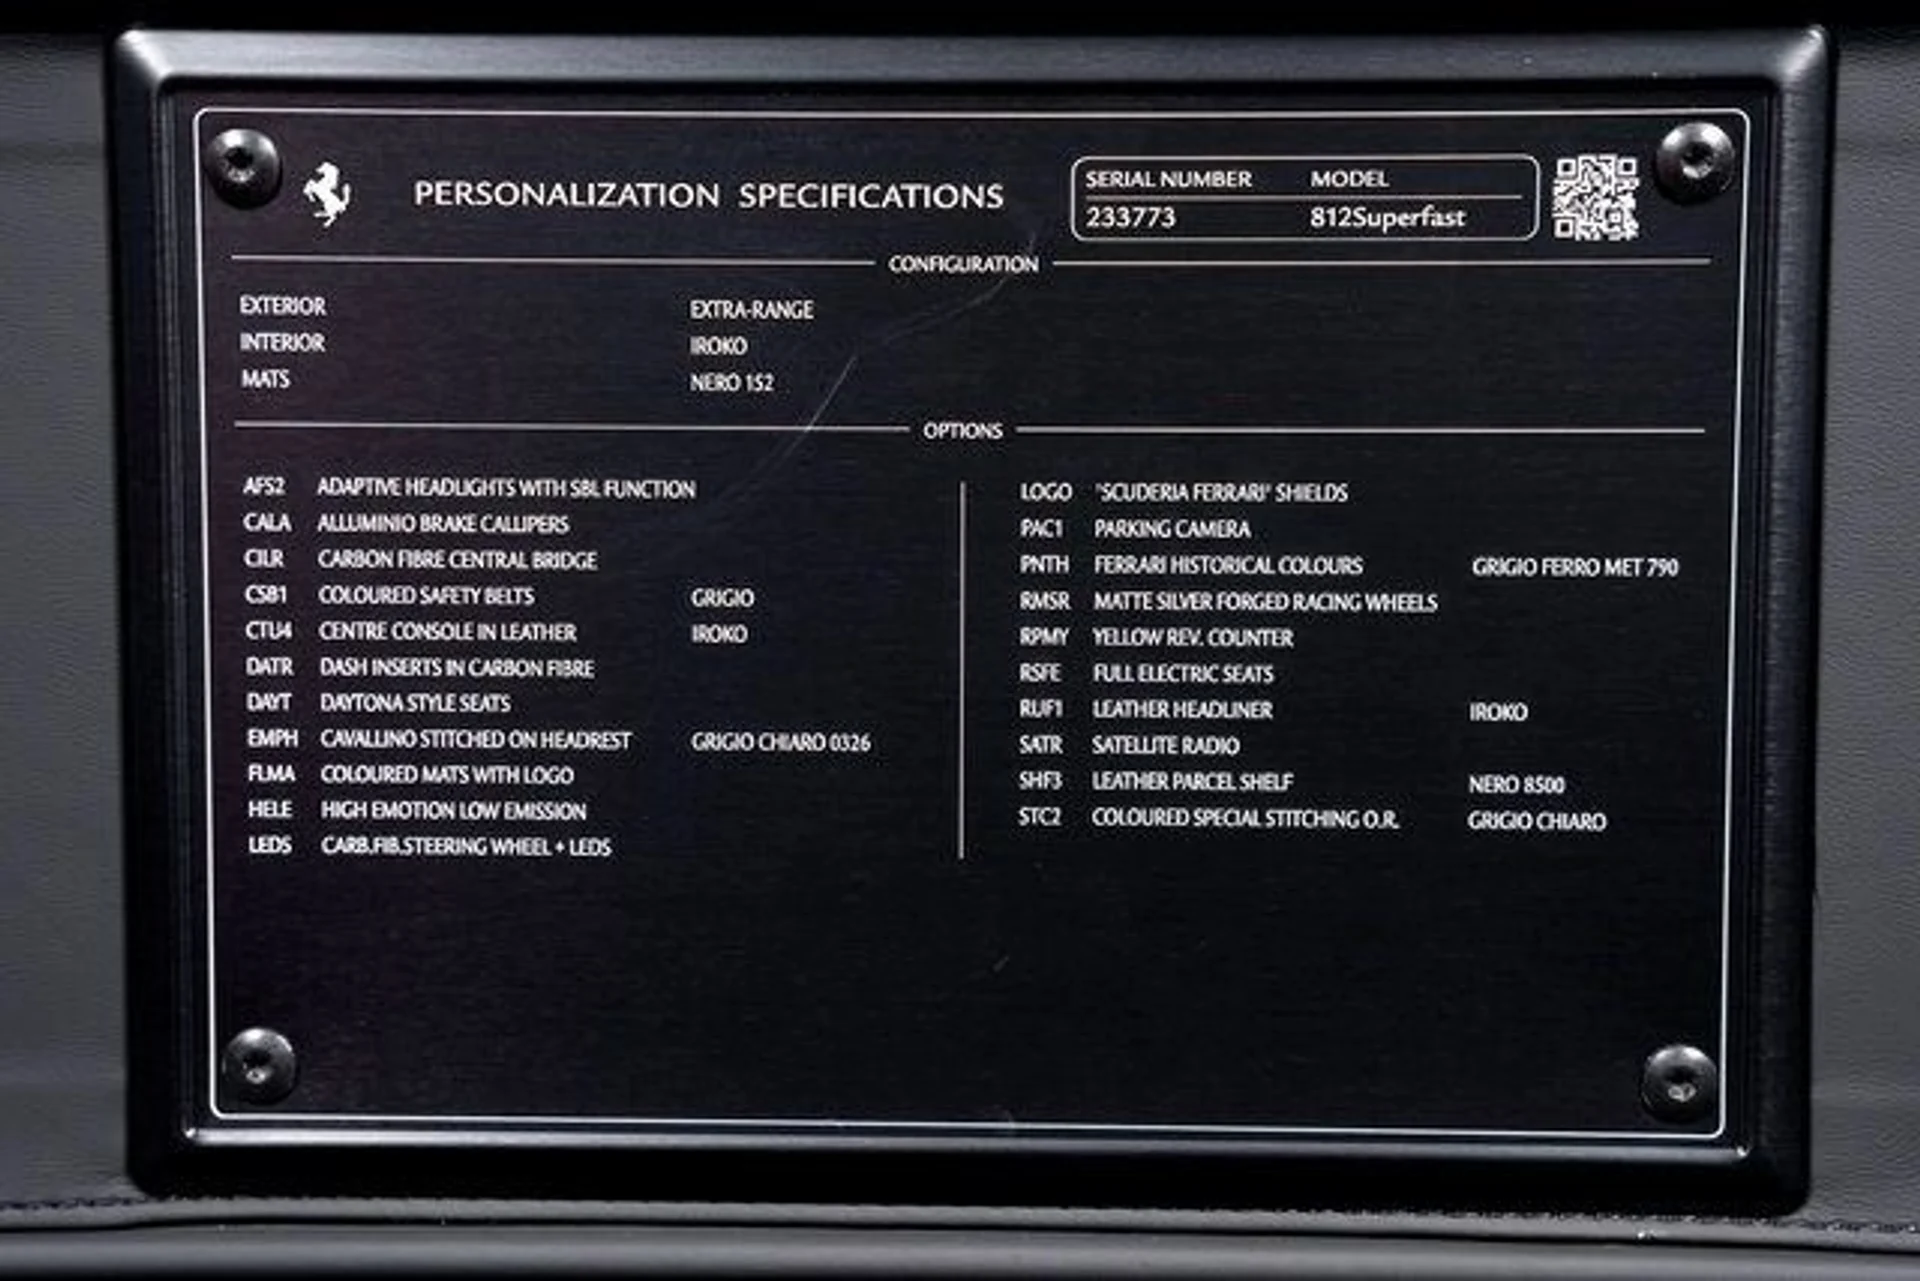 PERSONALIZATION SPECIFICATIONS
SERIAL NUMBER MODEL
233773 812Superfast
CONFIGURATION
EXTERIOR EXTRA-RANGE
INTERIOR IROKO
MATS NERO 152
OPTIONS
AFS2 ADAPTIVE HEADLIGHTS WITH SBL FUNCTION
CALA ALLUMINIO BRAKE CALLIPERS
CILR CARBON FIBRE CENTRAL BRIDGE
CSB1 COLOURED SAFETY BELTS GRIGIO
CTU4 CENTRE CONSOLE IN LEATHER IROKO
DATR DASH INSERTS IN CARBON FIBRE
DAYT DAYTONA STYLE SEATS
EMPH CAVALLINO STITCHED ON HEADREST GRIGIO CHIARO 0326
FLMA COLOURED MATS WITH LOGO
HELE HIGH EMOTION LOW EMISSION
LEDS CARB.FIB.STEERING WHEEL + LEDS
LOGO "SCUDERIA FERRARI" SHIELDS
PAC1 PARKING CAMERA
PNTH FERRARI HISTORICAL COLOURS GRIGIO FERRO MET 790
RMSR MATTE SILVER FORGED RACING WHEELS
RPMY YELLOW REV. COUNTER
RSFE FULL ELECTRIC SEATS
RUF1 LEATHER HEADLINER IROKO
SATR SATELLITE RADIO
SHF3 LEATHER PARCEL SHELF NERO 8500
STC2 COLOURED SPECIAL STITCHING O.R. GRIGIO CHIARO